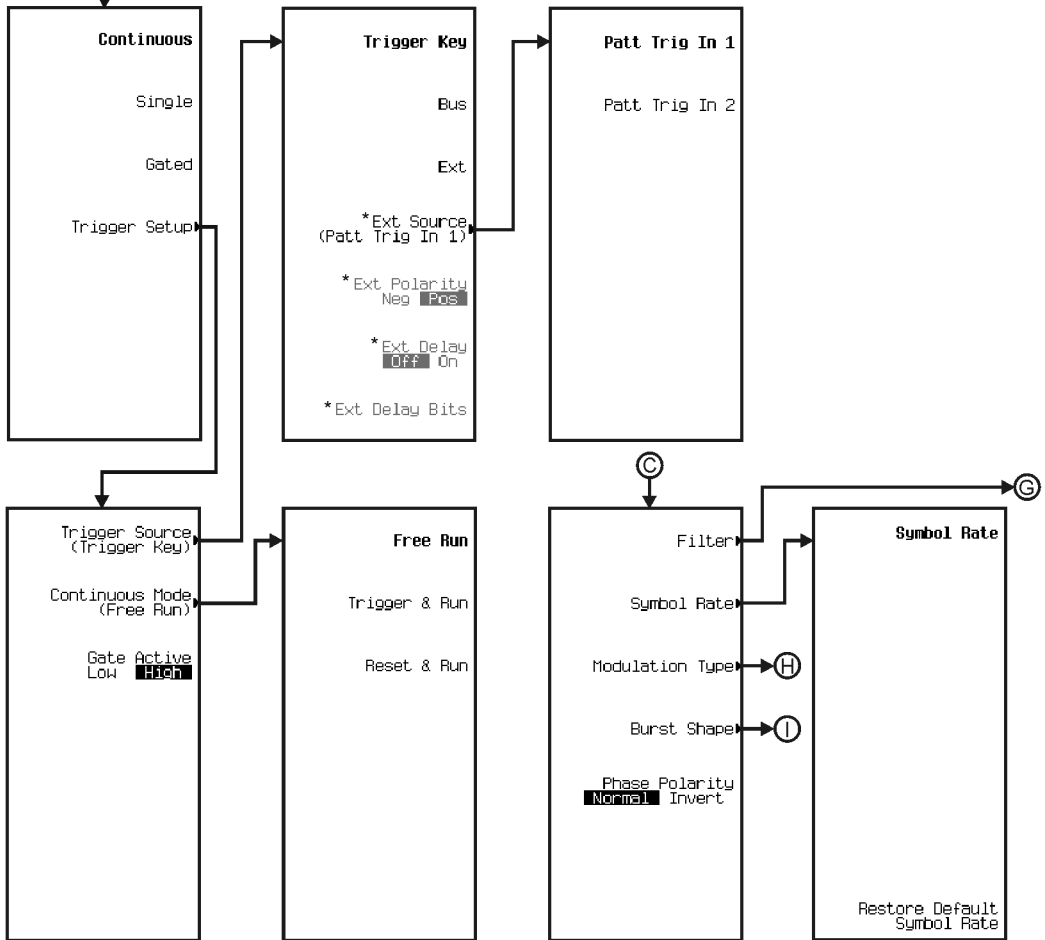 Continuous
Single
Gated
Trigger Setup
Trigger Key
Bus
Ext
*Ext Source
(Patt Trig In 1)
*Ext Polarity
Neg Pos
*Ext Delay
Off On
*Ext Delay Bits
Patt Trig In 1
Patt Trig In 2
Trigger Source
(Trigger Key)
Continuous Mode
(Free Run)
Gate Active
Low High
Free Run
Trigger & Run
Reset & Run
C
Filter
Symbol Rate
Modulation Type
Burst Shape
Phase Polarity
Normal Invert
G
H
I
Symbol Rate
Restore Default
Symbol Rate